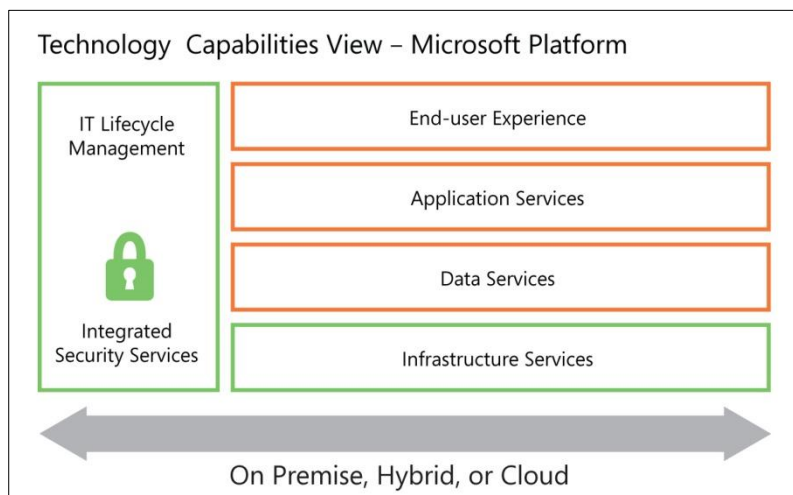 Technology Capabilities View – Microsoft Platform
IT Lifecycle
Management
Integrated
Security Services
End-user Experience
Application Services
Data Services
Infrastructure Services
On Premise, Hybrid, or Cloud